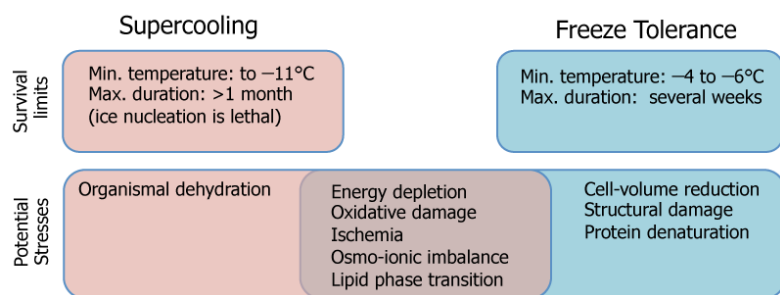 Supercooling
Freeze Tolerance
Survival
limits
Min. temperature: to −11°C
Max. duration: >1 month
(ice nucleation is lethal)
Min. temperature: −4 to −6°C
Max. duration: several weeks
Potential
Stresses
Organismal dehydration
Energy depletion
Oxidative damage
Ischemia
Osmo-ionic imbalance
Lipid phase transition
Cell-volume reduction
Structural damage
Protein denaturation